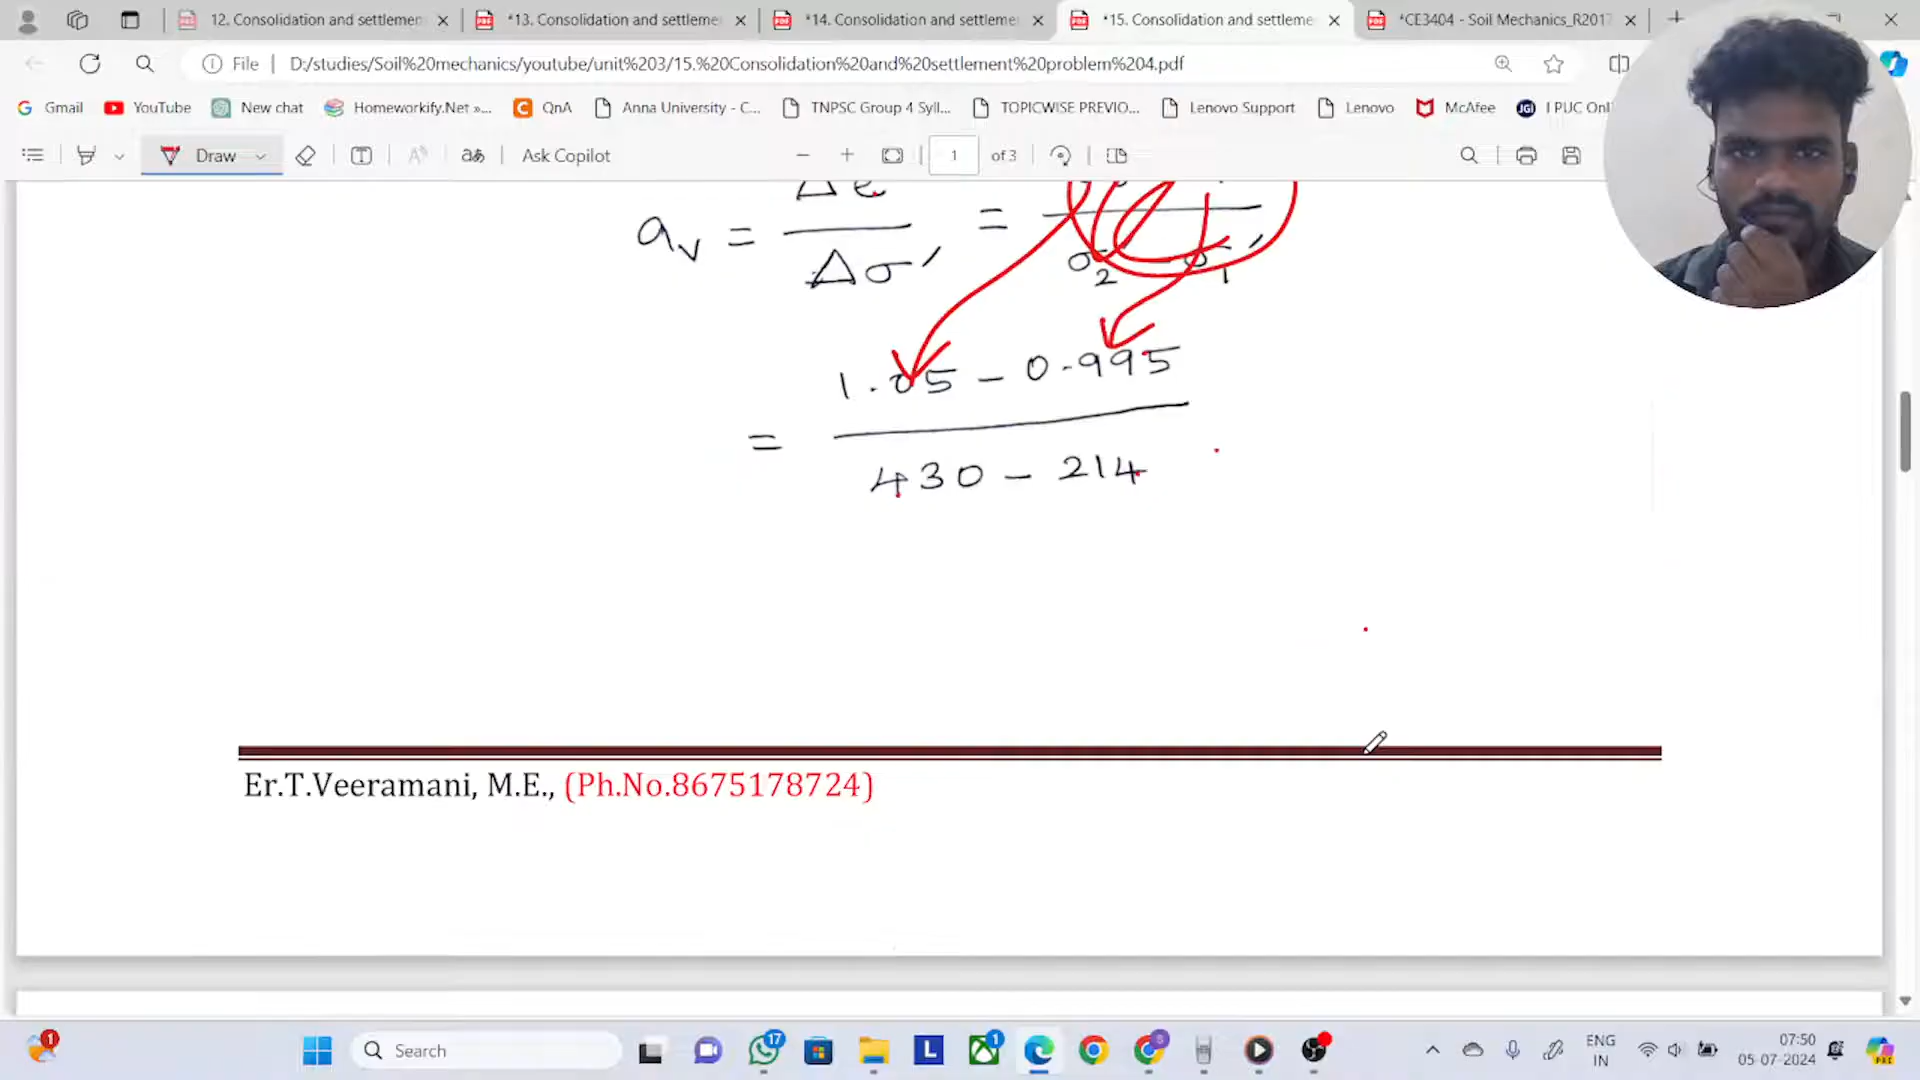 12. Consolidation and settlemen
*13. Consolidation and settleme
*14. Consolidation and settleme
*15. Consolidation and settleme
*CE3404 - Soil Mechanics_R2017
File
D:/studies/Soil%20mechanics/youtube/unit%203/15.%20Consolidation%20and%20settlement%20problem%204.pdf
Gmail
YouTube
New chat
Homeworkify.Net »...
QnA
Anna University - C...
TNPSC Group 4 Syll...
TOPICWISE PREVIO...
Lenovo Support
Lenovo
McAfee
I PUC Onl
Draw
Ask Copilot
1 of 3
av = Δe / Δσ' =
σ2 - σ1'
= 1.05 - 0.995
430 - 214
Er.T.Veeramani, M.E., (Ph.No.8675178724)
Search
17
1
ENG
IN
07:50
05-07-2024